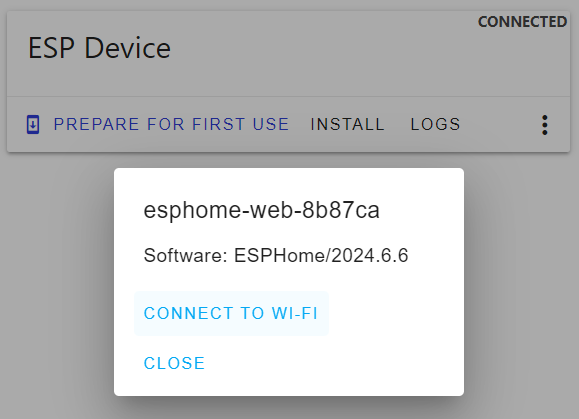 CONNECTED
ESP Device
PREPARE FOR FIRST USE INSTALL LOGS
esphome-web-8b87ca
Software: ESPHome/2024.6.6
CONNECT TO WI-FI
CLOSE